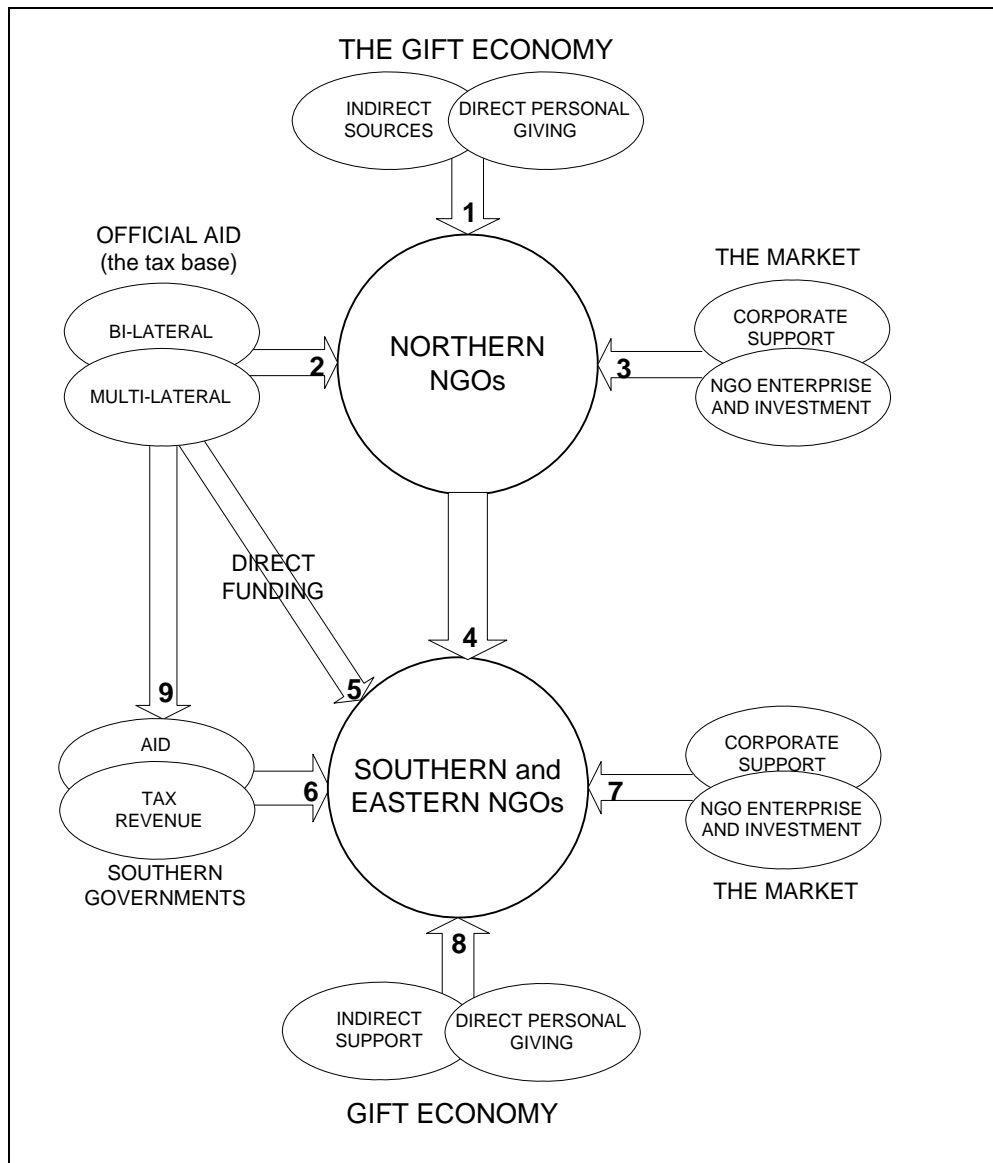 THE GIFT ECONOMY
INDIRECT
SOURCES
DIRECT PERSONAL
GIVING
1
OFFICIAL AID
(the tax base)
BI-LATERAL
MULTI-LATERAL
2
NORTHERN
NGOs
THE MARKET
CORPORATE
SUPPORT
NGO ENTERPRISE
AND INVESTMENT
3
DIRECT
FUNDING
4
5
9
AID
TAX
REVENUE
SOUTHERN
GOVERNMENTS
6
SOUTHERN and
EASTERN NGOs
7
CORPORATE
SUPPORT
NGO ENTERPRISE
AND INVESTMENT
THE MARKET
8
INDIRECT
SUPPORT
DIRECT PERSONAL
GIVING
GIFT ECONOMY